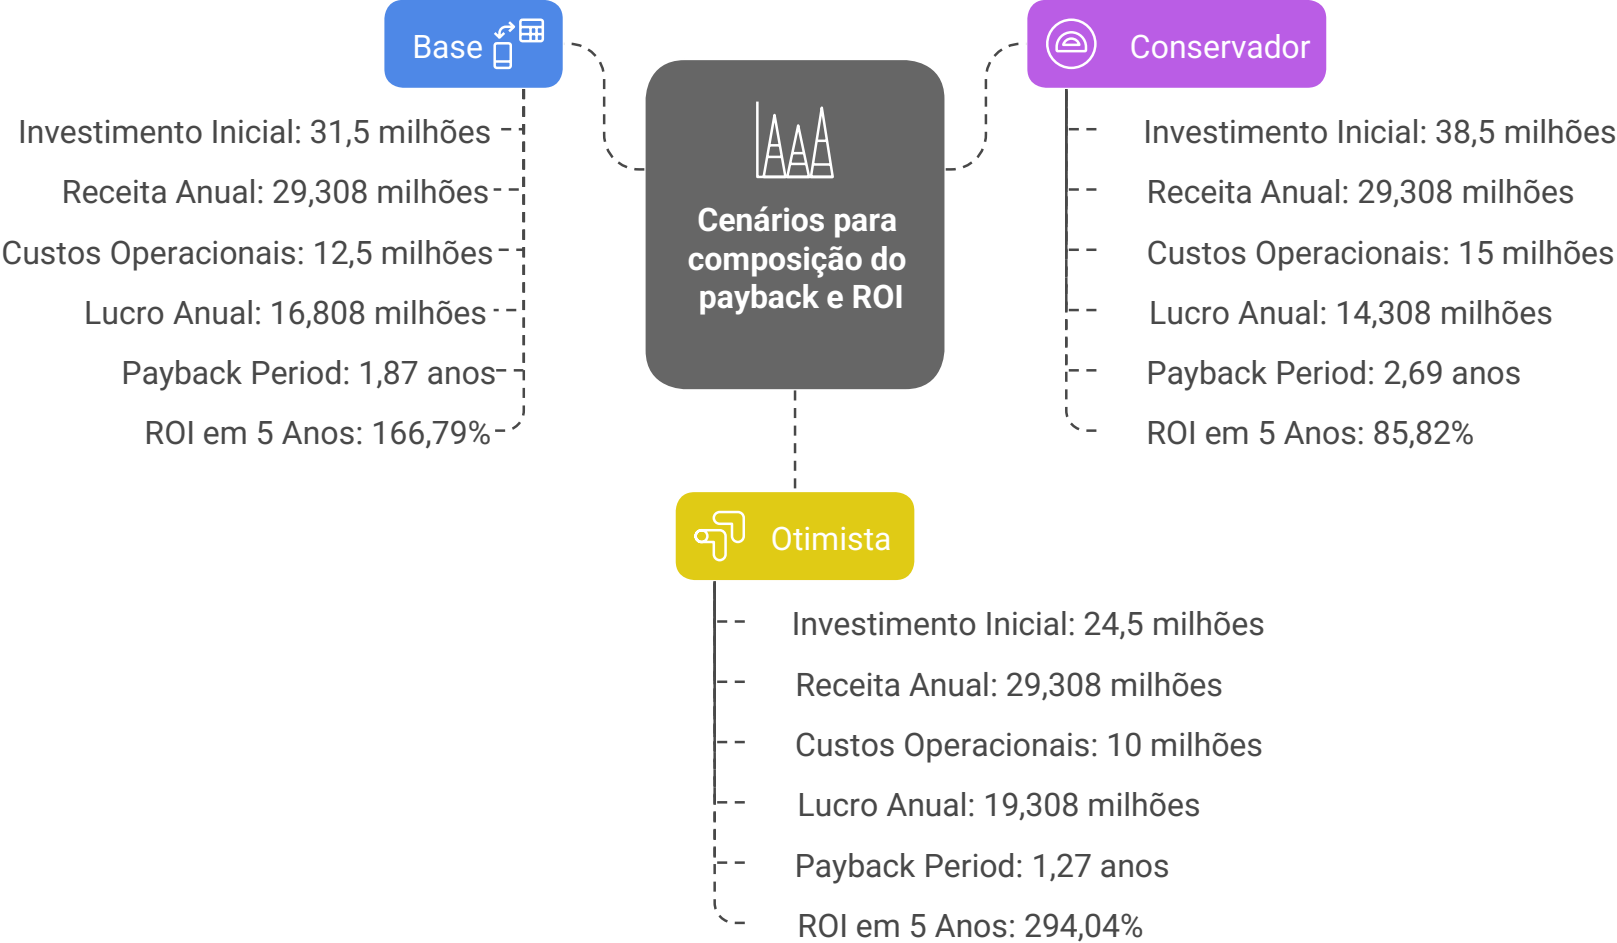 Cenários para
composição do
payback e ROI
Base
Investimento Inicial: 31,5 milhões
Receita Anual: 29,308 milhões
Custos Operacionais: 12,5 milhões
Lucro Anual: 16,808 milhões
Payback Period: 1,87 anos
ROI em 5 Anos: 166,79%
Conservador
Investimento Inicial: 38,5 milhões
Receita Anual: 29,308 milhões
Custos Operacionais: 15 milhões
Lucro Anual: 14,308 milhões
Payback Period: 2,69 anos
ROI em 5 Anos: 85,82%
Otimista
Investimento Inicial: 24,5 milhões
Receita Anual: 29,308 milhões
Custos Operacionais: 10 milhões
Lucro Anual: 19,308 milhões
Payback Period: 1,27 anos
ROI em 5 Anos: 294,04%